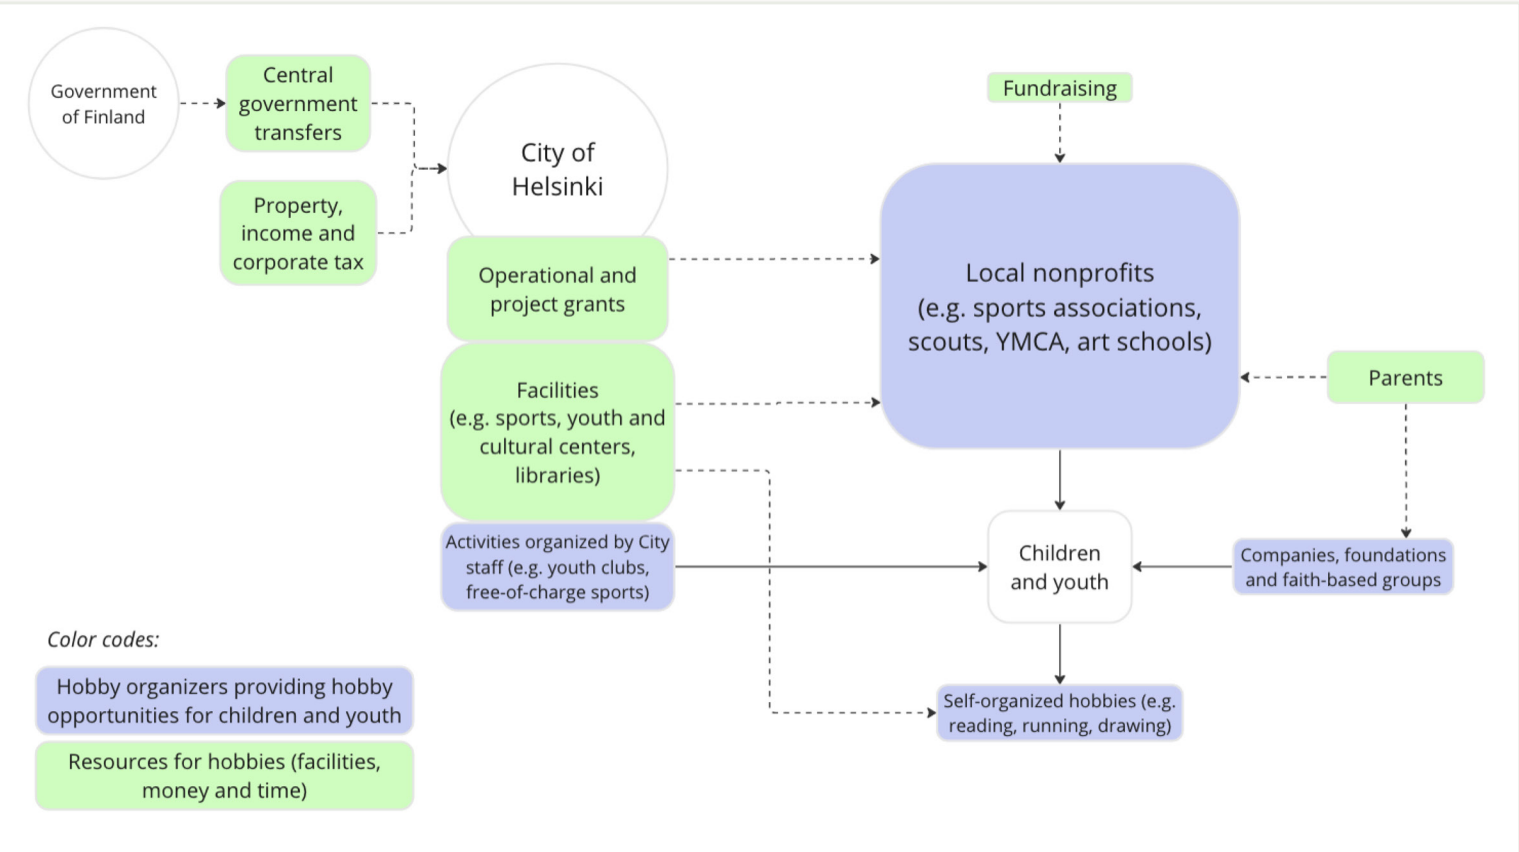 Government
of Finland
Central
government
transfers
Property,
income and
corporate tax
City of
Helsinki
Operational and
project grants
Facilities
(e.g. sports, youth and
cultural centers,
libraries)
Activities organized by City
staff (e.g. youth clubs,
free-of-charge sports)
Fundraising
Local nonprofits
(e.g. sports associations,
scouts, YMCA, art schools)
Parents
Children
and youth
Companies, foundations
and faith-based groups
Self-organized hobbies (e.g.
reading, running, drawing)
Color codes:
Hobby organizers providing hobby
opportunities for children and youth
Resources for hobbies (facilities,
money and time)